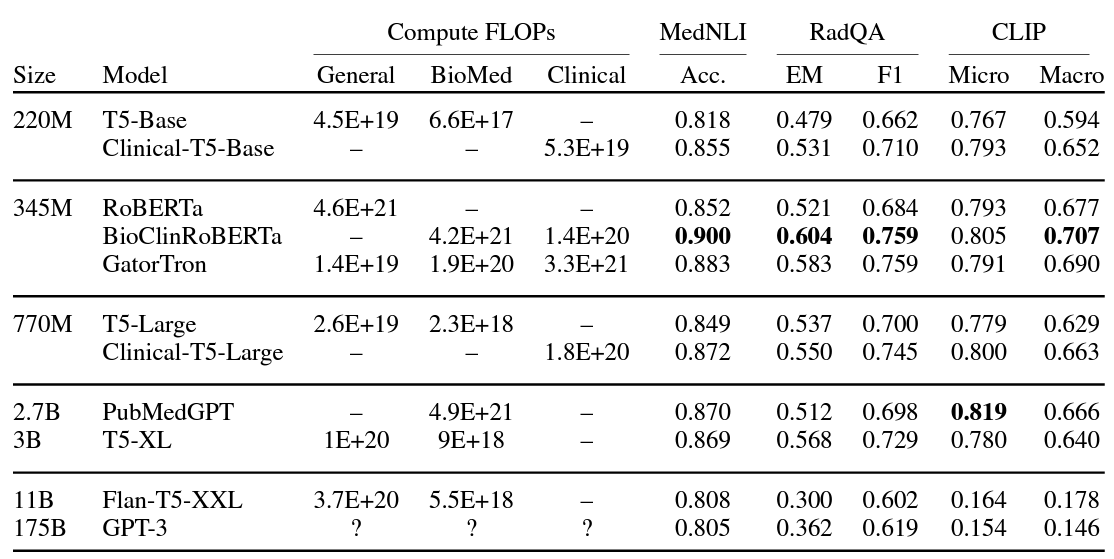 Compute FLOPs MedNLI RadQA CLIP
Size Model General BioMed Clinical Acc. EM F1 Micro Macro
220M T5-Base 4.5E+19 6.6E+17 – 0.818 0.479 0.662 0.767 0.594
Clinical-T5-Base – – 5.3E+19 0.855 0.531 0.710 0.793 0.652
345M RoBERTa 4.6E+21 – – 0.852 0.521 0.684 0.793 0.677
BioClinRoBERTa – 4.2E+21 1.4E+20 0.900 0.604 0.759 0.805 0.707
GatorTron 1.4E+19 1.9E+20 3.3E+21 0.883 0.583 0.759 0.791 0.690
770M T5-Large 2.6E+19 2.3E+18 – 0.849 0.537 0.700 0.779 0.629
Clinical-T5-Large – – 1.8E+20 0.872 0.550 0.745 0.800 0.663
2.7B PubMedGPT – 4.9E+21 – 0.870 0.512 0.698 0.819 0.666
3B T5-XL 1E+20 9E+18 – 0.869 0.568 0.729 0.780 0.640
11B Flan-T5-XXL 3.7E+20 5.5E+18 – 0.808 0.300 0.602 0.164 0.178
175B GPT-3 ? ? ? 0.805 0.362 0.619 0.154 0.146